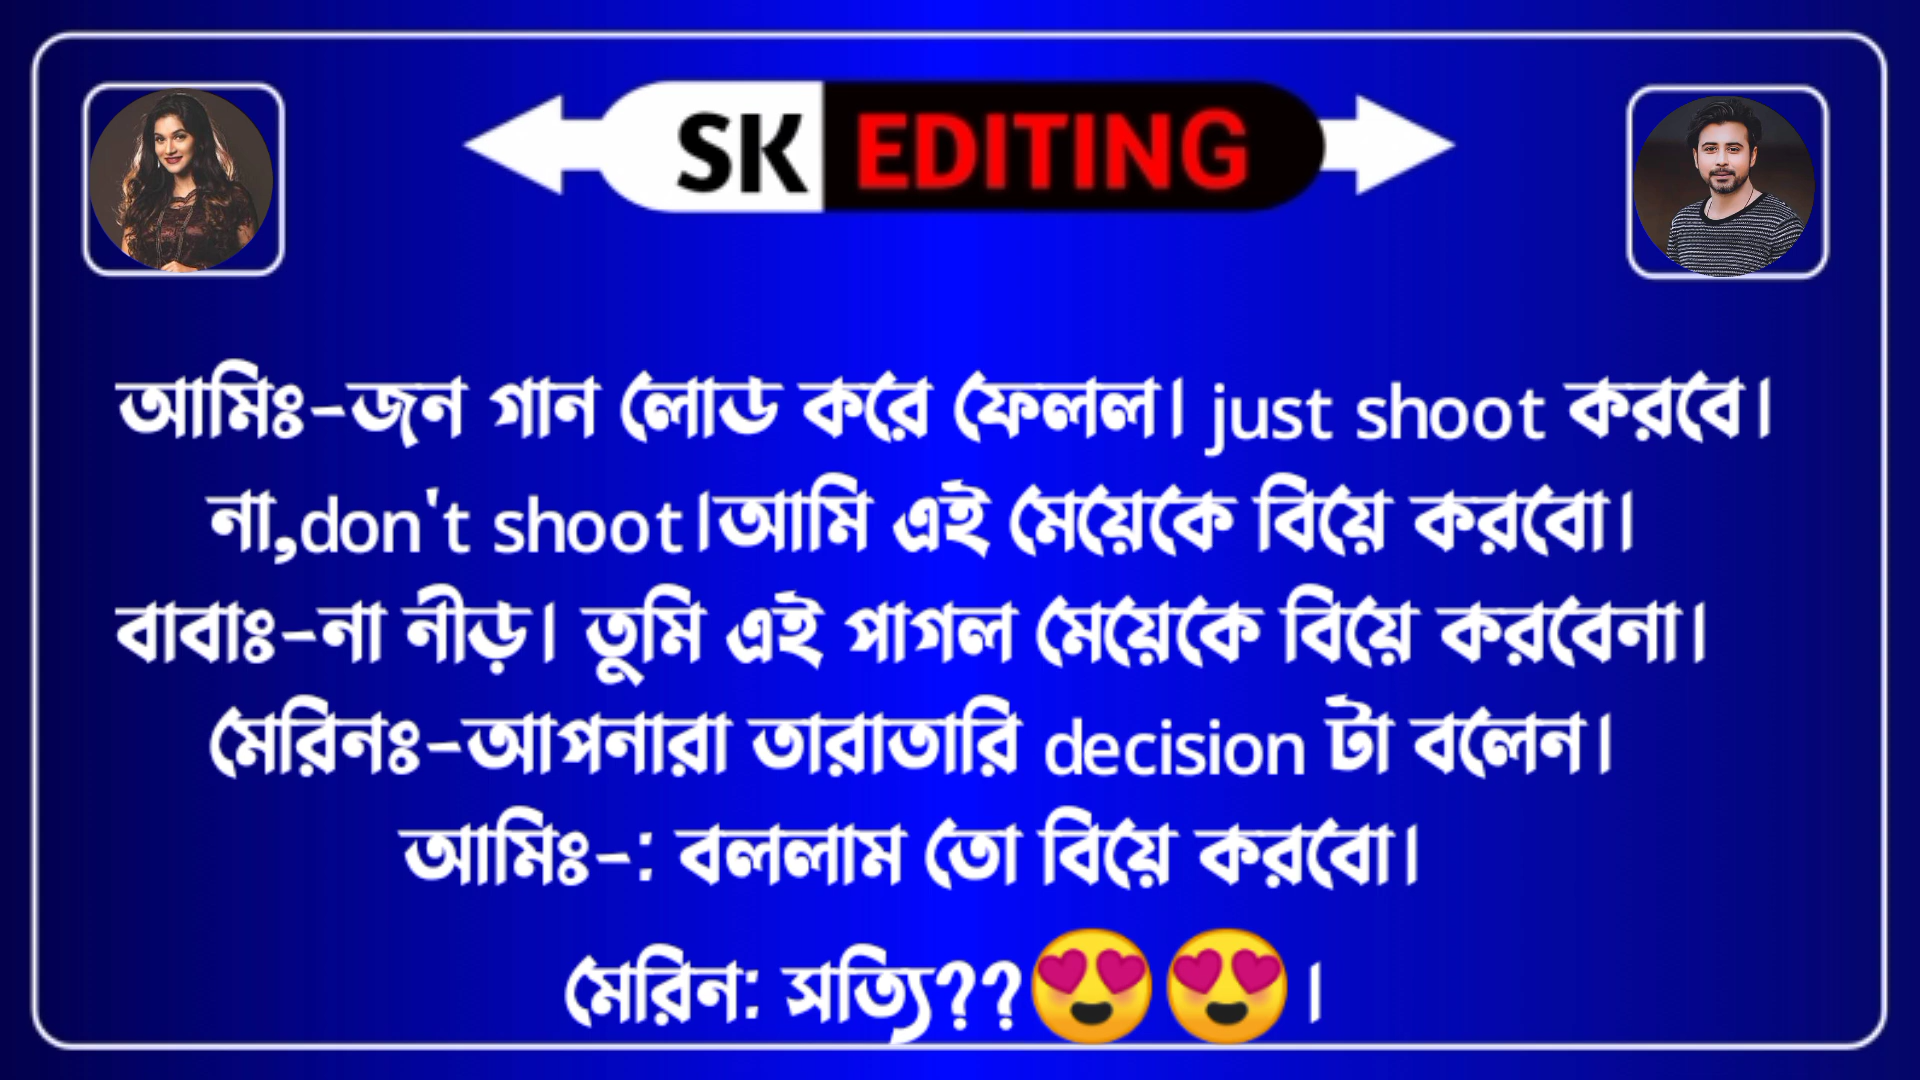 SK EDITING
আমিঃ-জন গান লোড করে ফেলল। just shoot করবে।
না,don't shoot।আমি এই মেয়েকে বিয়ে করবো।
বাবাঃ-না নীড়। তুমি এই পাগল মেয়েকে বিয়ে করবেনা।
মেরিনঃ-আপনারা তারাতারি decision টা বলেন।
আমিঃ-: বললাম তো বিয়ে করবো।
মেরিন: সত্যি??😍😍।